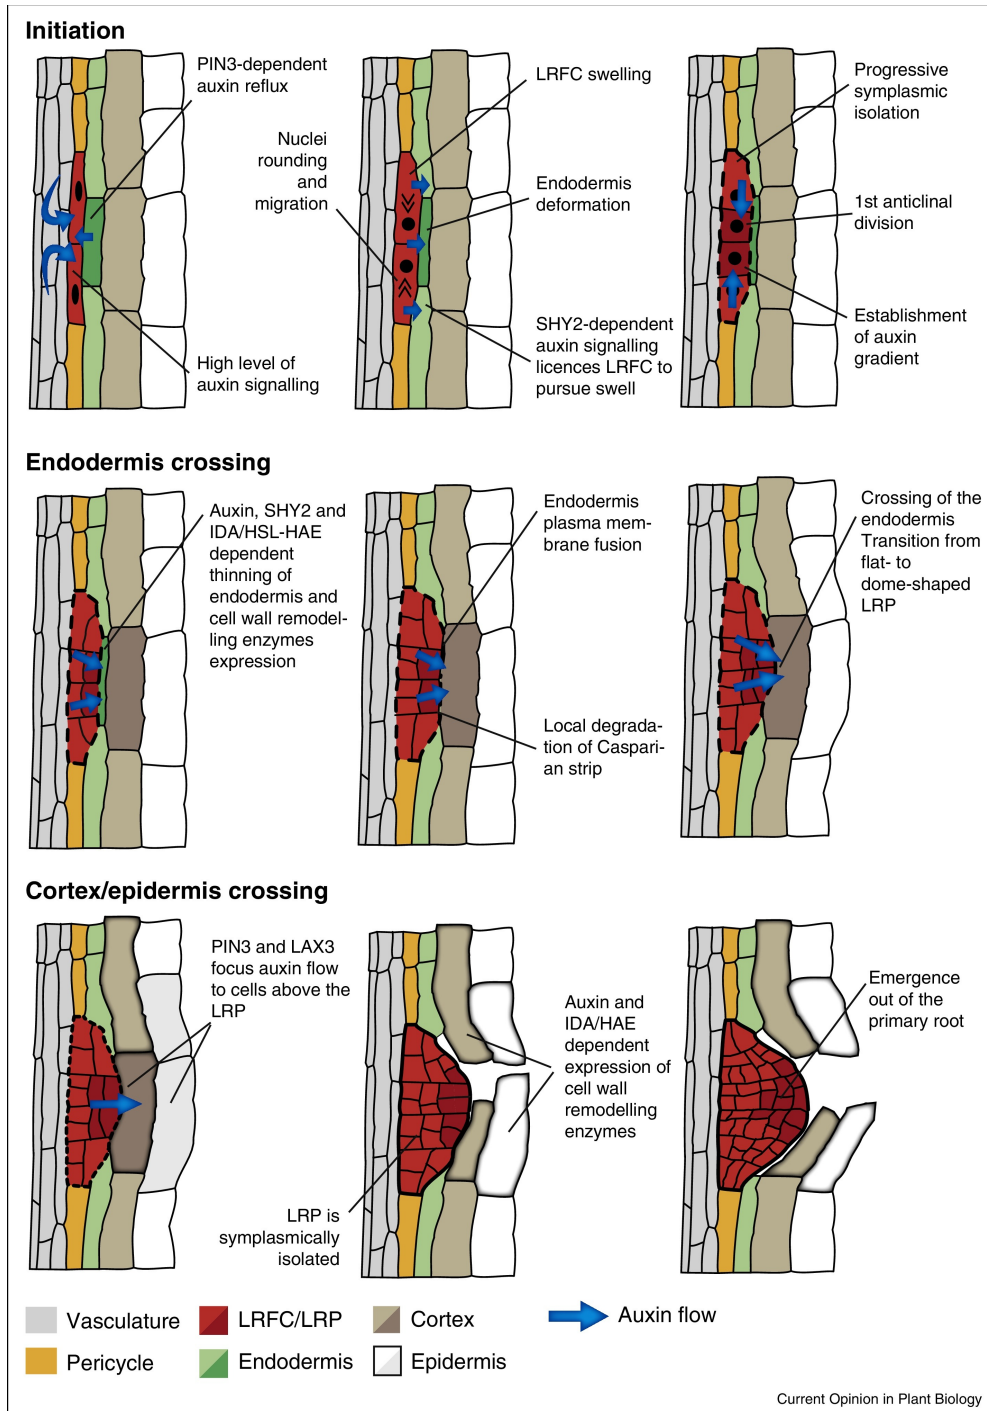 Initiation
PIN3-dependent
auxin reflux
High level of
auxin signalling
Nuclei
rounding
and
migration
LRFC swelling
Endodermis
deformation
SHY2-dependent
auxin signalling
licences LRFC to
pursue swell
Progressive
symplasmic
isolation
1st anticlinal
division
Establishment
of auxin
gradient
Endodermis crossing
Auxin, SHY2 and
IDA/HSL-HAE
dependent
thinning of
endodermis and
cell wall remodel-
ling enzymes
expression
Endodermis
plasma mem-
brane fusion
Local degrada-
tion of Caspari-
an strip
Crossing of the
endodermis
Transition from
flat- to
dome-shaped
LRP
Cortex/epidermis crossing
PIN3 and LAX3
focus auxin flow
to cells above the
LRP
LRP is
symplasmically
isolated
Auxin and
IDA/HAE
dependent
expression of
cell wall
remodelling
enzymes
Emergence
out of the
primary root
Vasculature
LRFC/LRP
Cortex
Auxin flow
Pericycle
Endodermis
Epidermis
Current Opinion in Plant Biology